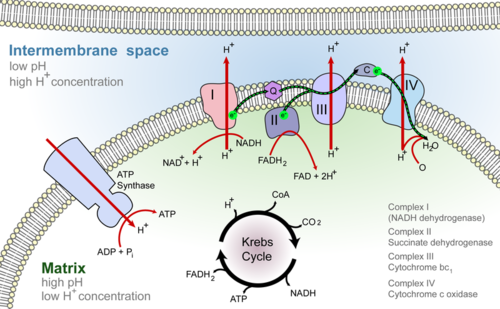 H+
H+
H+
Intermembrane space
low pH
high H+ concentration
I
Q
II
III
C
IV
e-
e-
e-
NAD+ + H+
NADH
H+
FADH2
FAD + 2H+
H+
H+
H2O
O
ATP
Synthase
ATP
H+
ADP + Pi
Krebs
Cycle
H+
CoA
CO2
NADH
ATP
FADH2
Matrix
high pH
low H+ concentration
Complex I
(NADH dehydrogenase)
Complex II
Succinate dehydrogenase
Complex III
Cytochrome bc1
Complex IV
Cytochrome c oxidase